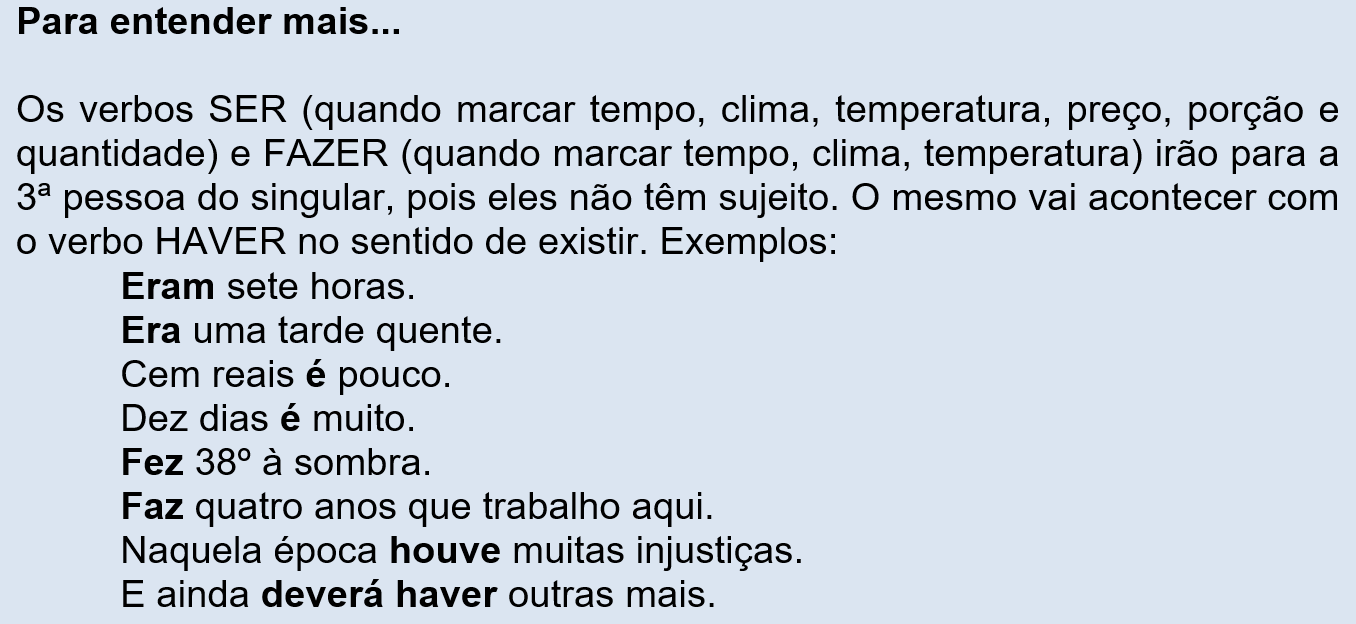 Para entender mais...
Os verbos SER (quando marcar tempo, clima, temperatura, preço, porção e
quantidade) e FAZER (quando marcar tempo, clima, temperatura) irão para a
3ª pessoa do singular, pois eles não têm sujeito. O mesmo vai acontecer com
o verbo HAVER no sentido de existir. Exemplos:
Eram sete horas.
Era uma tarde quente.
Cem reais é pouco.
Dez dias é muito.
Fez 38º à sombra.
Faz quatro anos que trabalho aqui.
Naquela época houve muitas injustiças.
E ainda deverá haver outras mais.